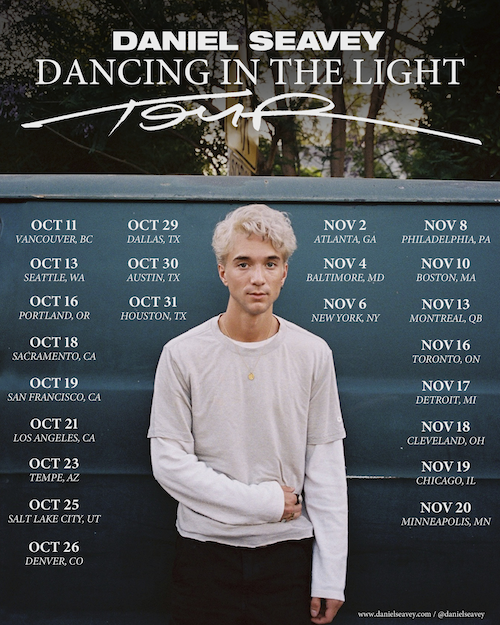 DANIEL SEAVEY
DANCING IN THE LIGHT
TOUR
OCT 11
VANCOUVER, BC
OCT 13
SEATTLE, WA
OCT 16
PORTLAND, OR
OCT 18
SACRAMENTO, CA
OCT 19
SAN FRANCISCO, CA
OCT 21
LOS ANGELES, CA
OCT 23
TEMPE, AZ
OCT 25
SALT LAKE CITY, UT
OCT 26
DENVER, CO
OCT 29
DALLAS, TX
OCT 30
AUSTIN, TX
OCT 31
HOUSTON, TX
NOV 2
ATLANTA, GA
NOV 4
BALTIMORE, MD
NOV 6
NEW YORK, NY
NOV 8
PHILADELPHIA, PA
NOV 10
BOSTON, MA
NOV 13
MONTREAL, QB
NOV 16
TORONTO, ON
NOV 17
DETROIT, MI
NOV 18
CLEVELAND, OH
NOV 19
CHICAGO, IL
NOV 20
MINNEAPOLIS, MN
www.danielseavey.com / @danielseavey